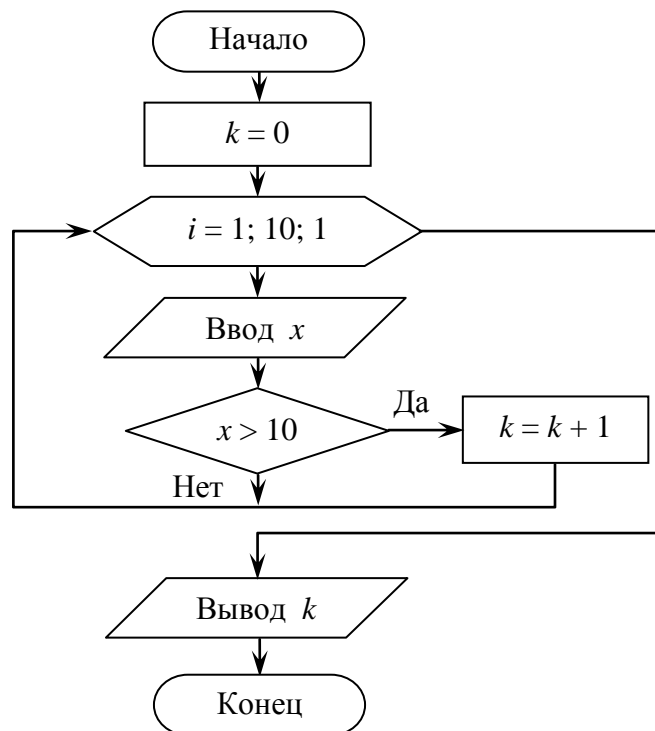 Начало
k = 0
i = 1; 10; 1
Ввод x
x > 10
Да
k = k + 1
Нет
Вывод k
Конец